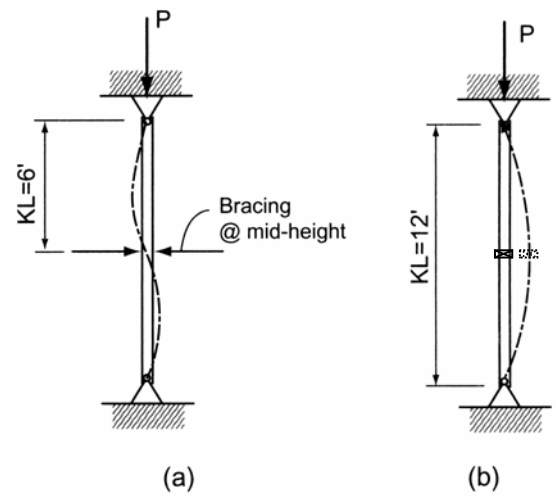 P
KL=6'
Bracing
@ mid-height
(a)
P
KL=12'
(b)